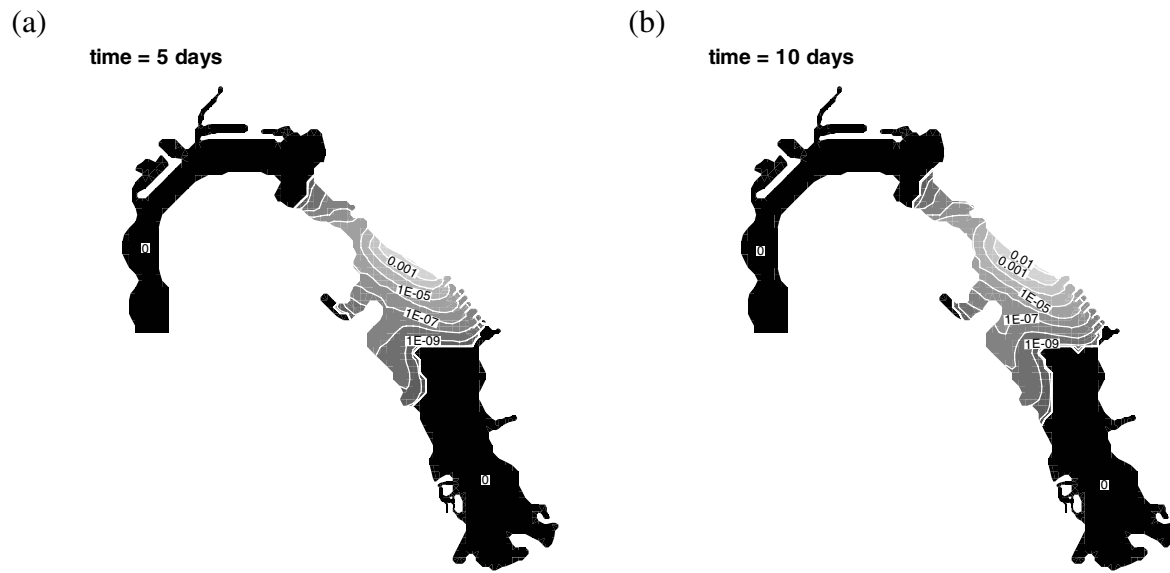 (a)
time = 5 days
0
0.001
1E-05
1E-07
1E-09
0
(b)
time = 10 days
0
0.01
0.001
1E-05
1E-07
1E-09
0